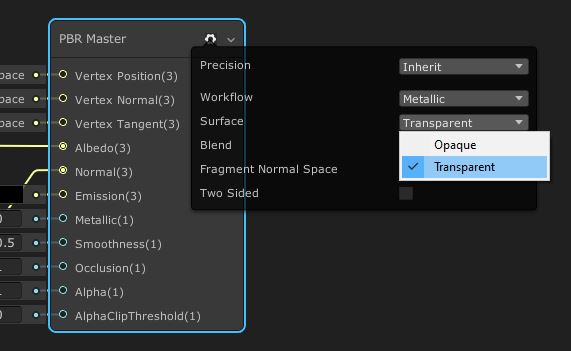 PBR Master
Precision
Inherit
Workflow
Metallic
Surface
Transparent
Blend
Opaque
Transparent
Fragment Normal Space
Two Sided
pace
Vertex Position(3)
pace
Vertex Normal(3)
pace
Vertex Tangent(3)
Albedo(3)
Normal(3)
Emission(3)
0
Metallic(1)
0.5
Smoothness(1)
Occlusion(1)
Alpha(1)
0
AlphaClipThreshold(1)